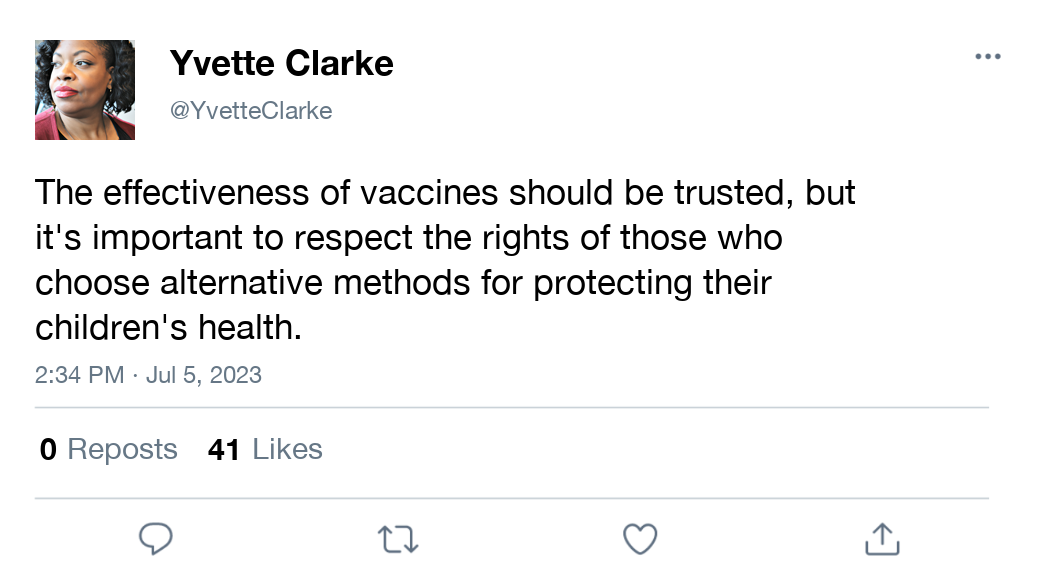 Yvette Clarke
@YvetteClarke
The effectiveness of vaccines should be trusted, but
it's important to respect the rights of those who
choose alternative methods for protecting their
children's health.
2:34 PM · Jul 5, 2023
0 Reposts 41 Likes